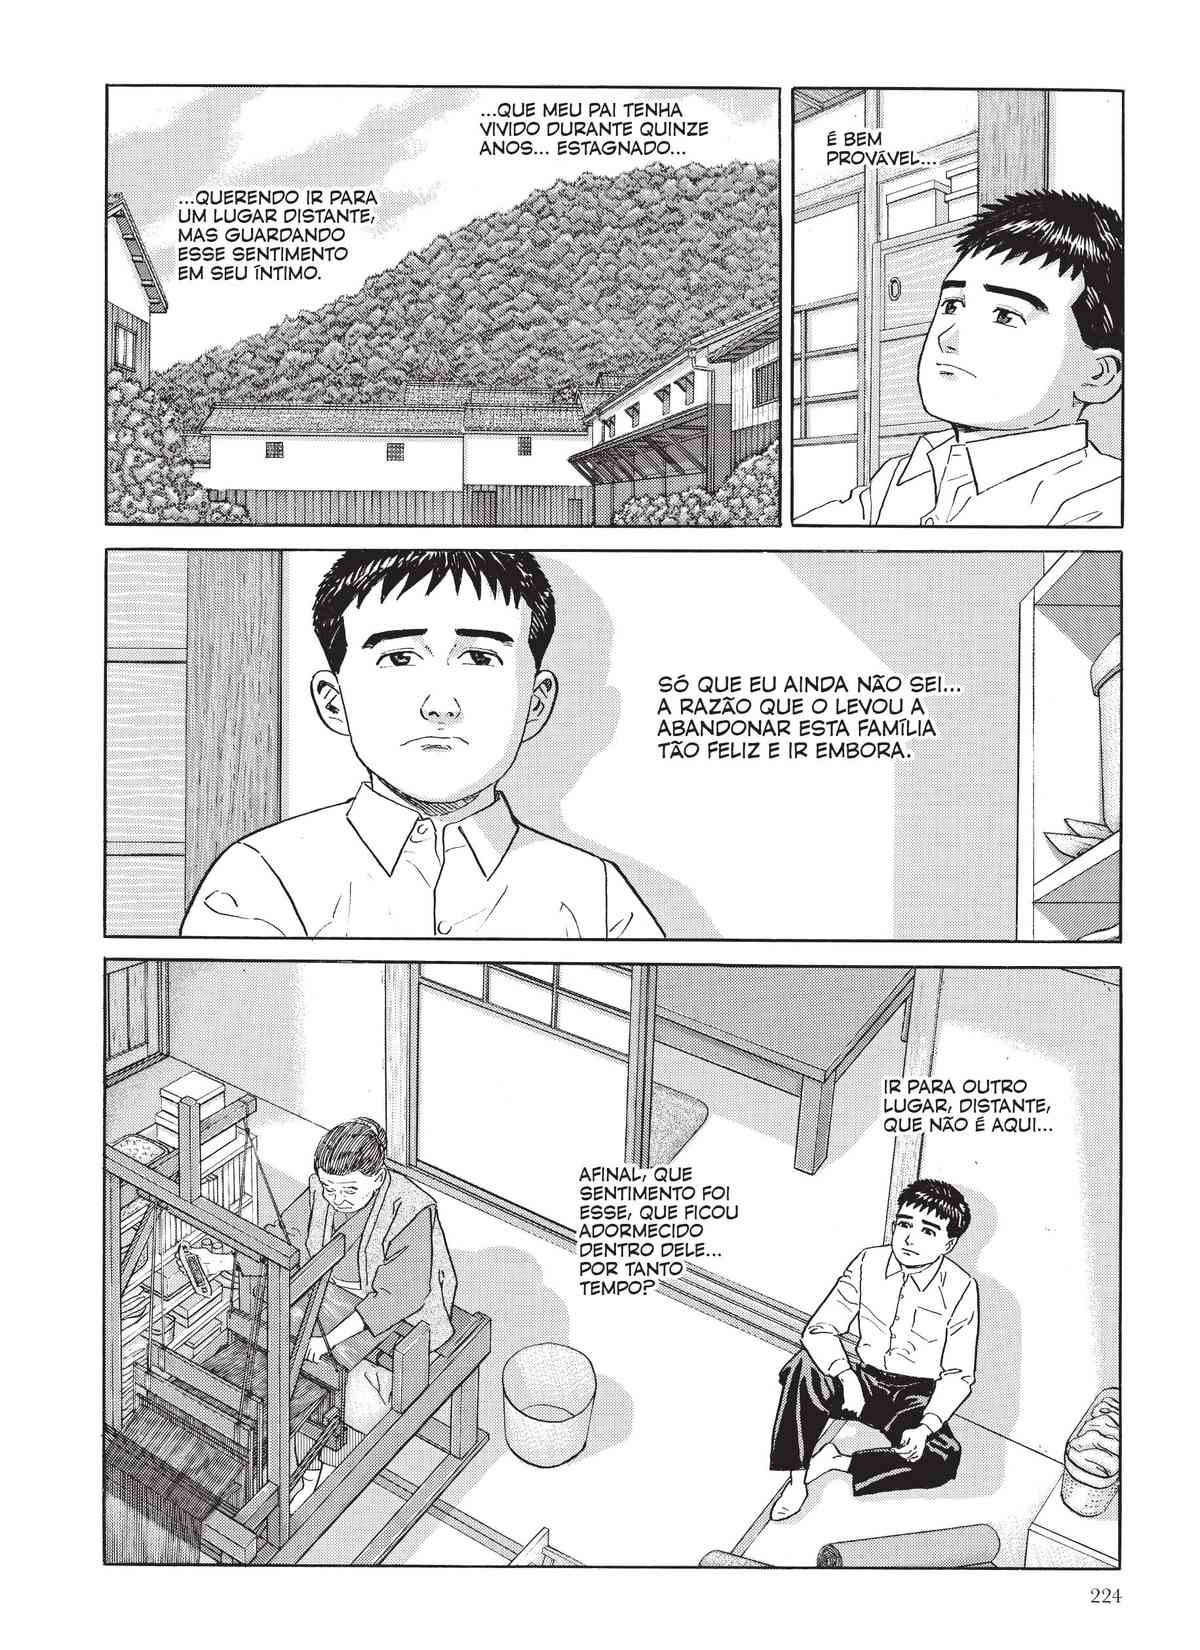 É BEM
PROVÁVEL...
...QUE MEU PAI TENHA
VIVIDO DURANTE QUINZE
ANOS... ESTAGNADO...
...QUERENDO IR PARA
UM LUGAR DISTANTE,
MAS GUARDANDO
ESSE SENTIMENTO
EM SEU ÍNTIMO.
SÓ QUE EU AINDA NÃO SEI...
A RAZÃO QUE O LEVOU A
ABANDONAR ESTA FAMÍLIA
TÃO FELIZ E IR EMBORA.
IR PARA OUTRO
LUGAR, DISTANTE,
QUE NÃO É AQUI...
AFINAL, QUE
SENTIMENTO FOI
ESSE, QUE FICOU
ADORMECIDO
DENTRO DELE...
POR TANTO
TEMPO?
224